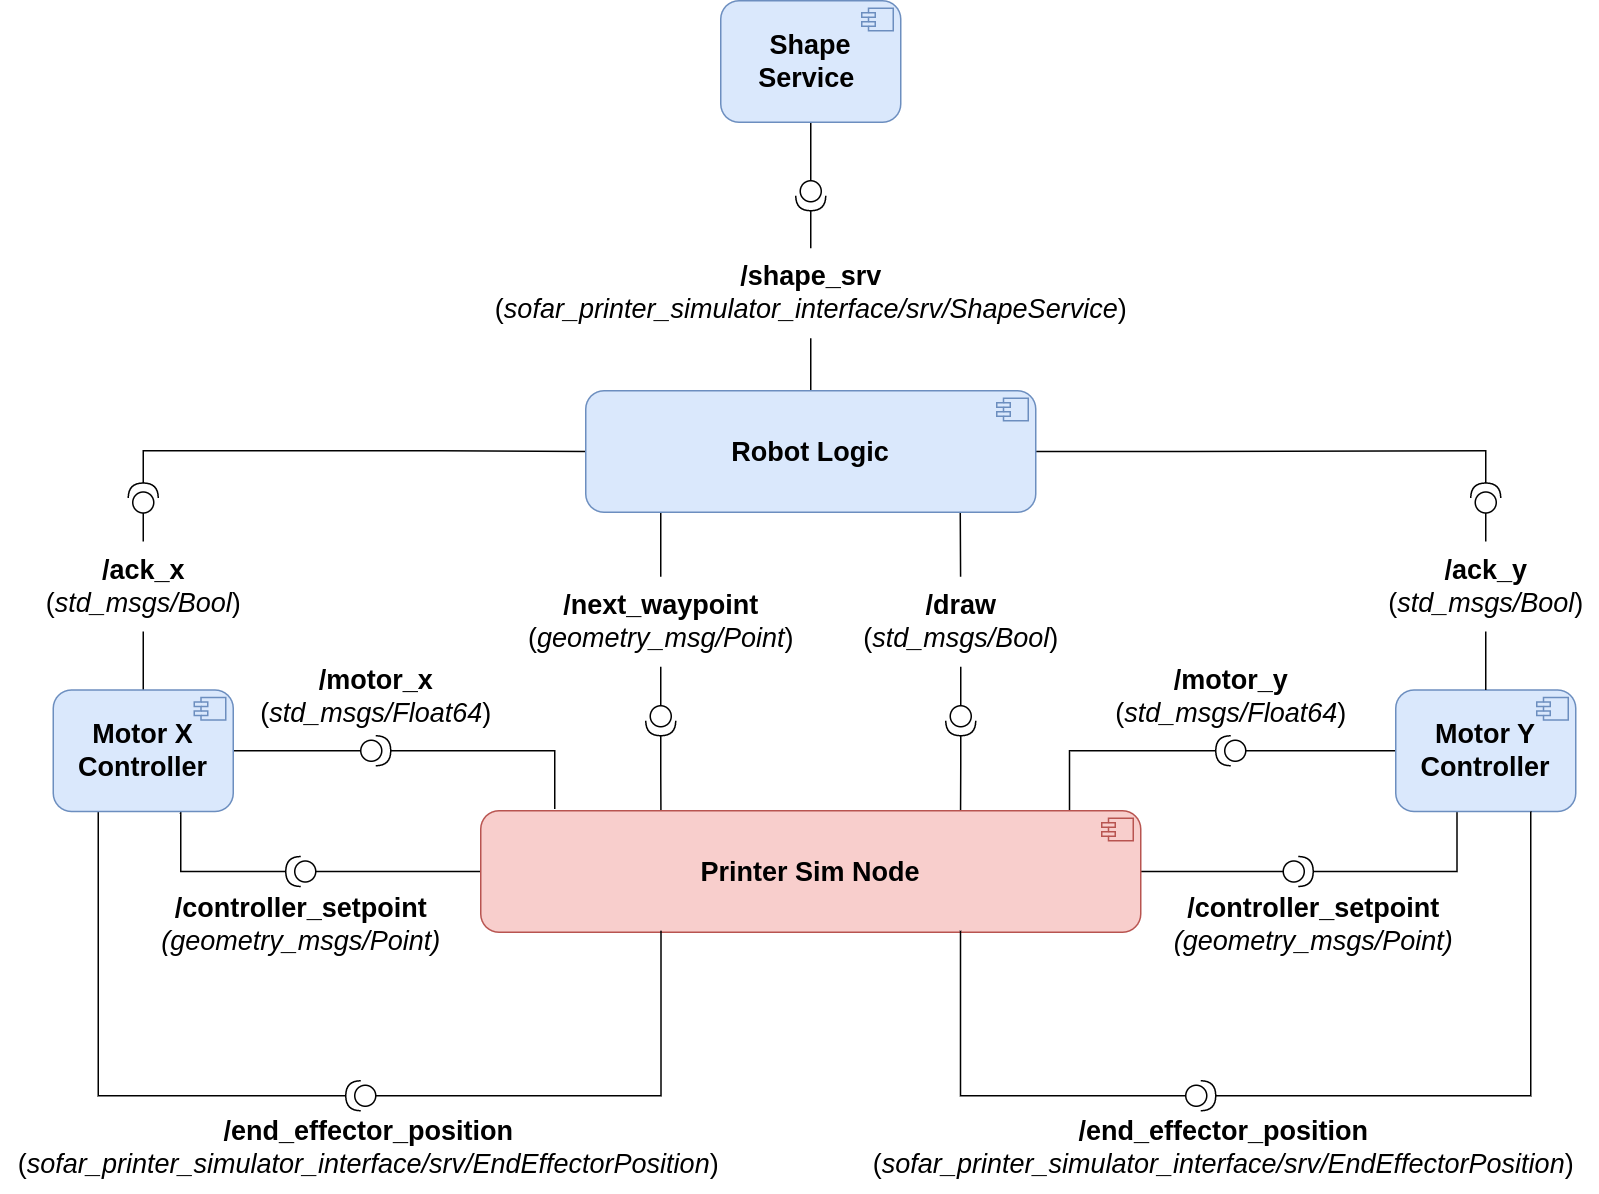 Shape
Service
/shape_srv
(sofar_printer_simulator_interface/srv/ShapeService)
Robot Logic
/ack_x
(std_msgs/Bool)
/next_waypoint
(geometry_msg/Point)
/draw
(std_msgs/Bool)
/ack_y
(std_msgs/Bool)
/motor_x
(std_msgs/Float64)
/motor_y
(std_msgs/Float64)
Motor X
Controller
Motor Y
Controller
Printer Sim Node
/controller_setpoint
(geometry_msgs/Point)
/controller_setpoint
(geometry_msgs/Point)
/end_effector_position
(sofar_printer_simulator_interface/srv/EndEffectorPosition)
/end_effector_position
(sofar_printer_simulator_interface/srv/EndEffectorPosition)